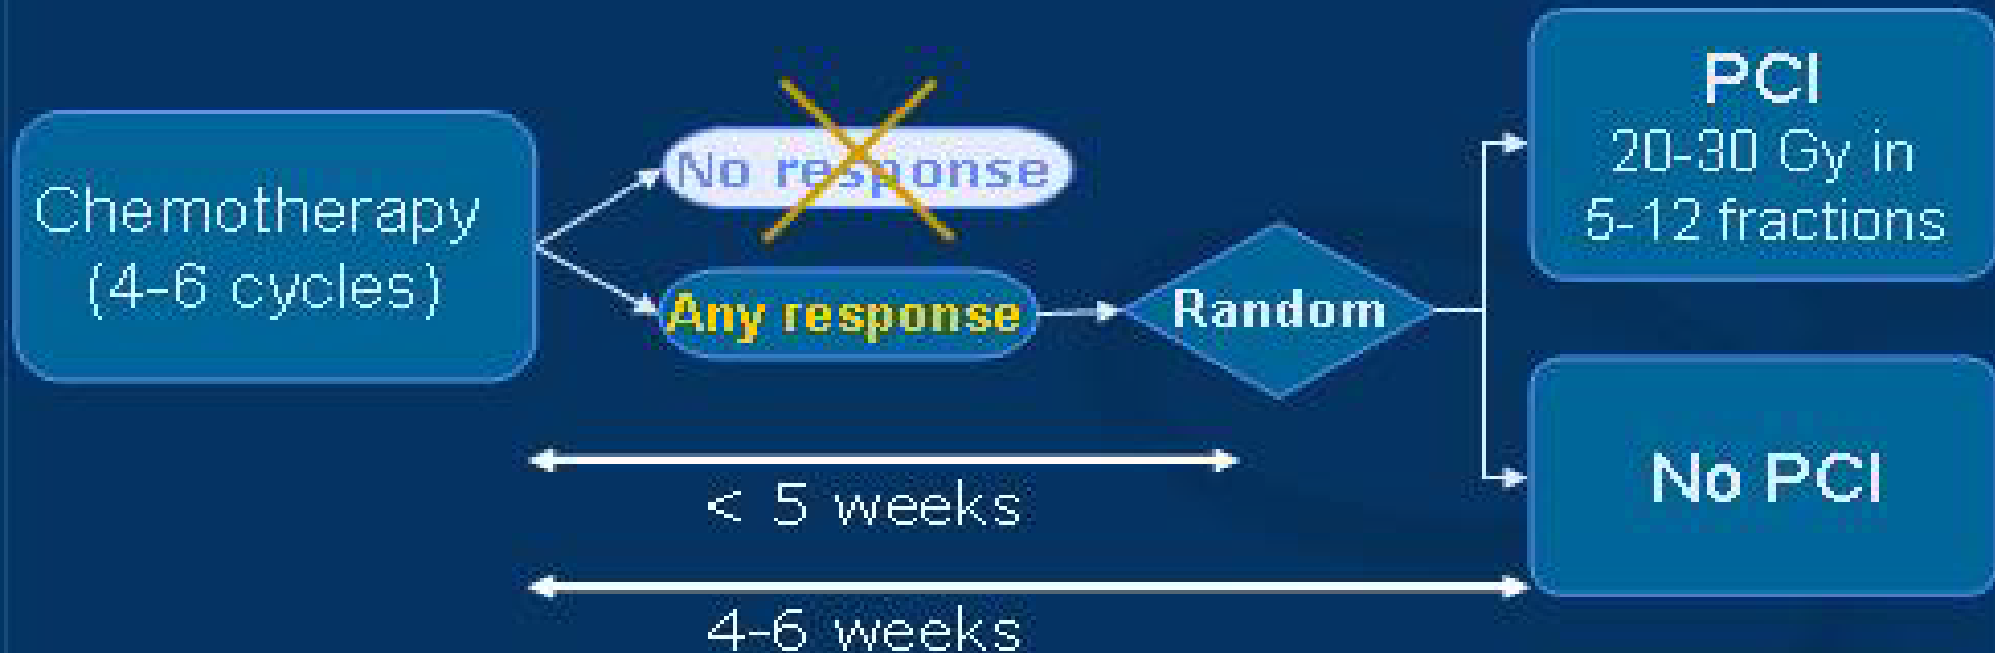 Chemotherapy
(4-6 cycles)
No response
Any response
Random
PCI
20-30 Gy in
5-12 fractions
No PCI
< 5 weeks
4-6 weeks